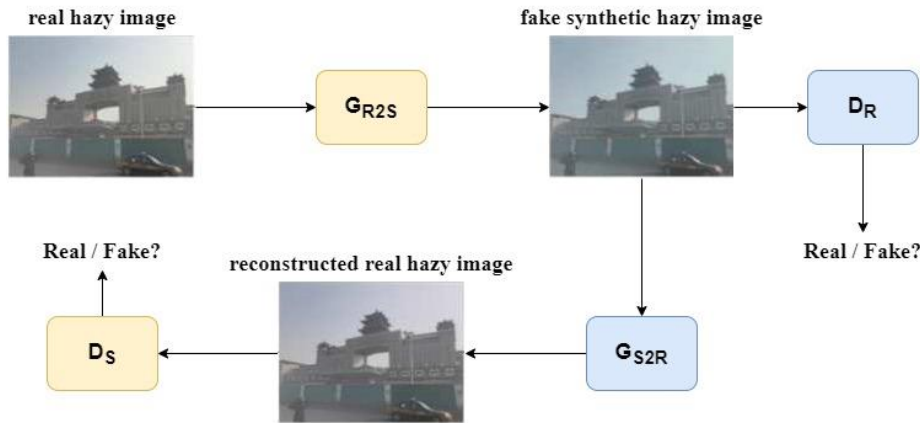 real hazy image
fake synthetic hazy image
G_R2S
D_R
Real / Fake?
Real / Fake?
reconstructed real hazy image
D_S
G_S2R